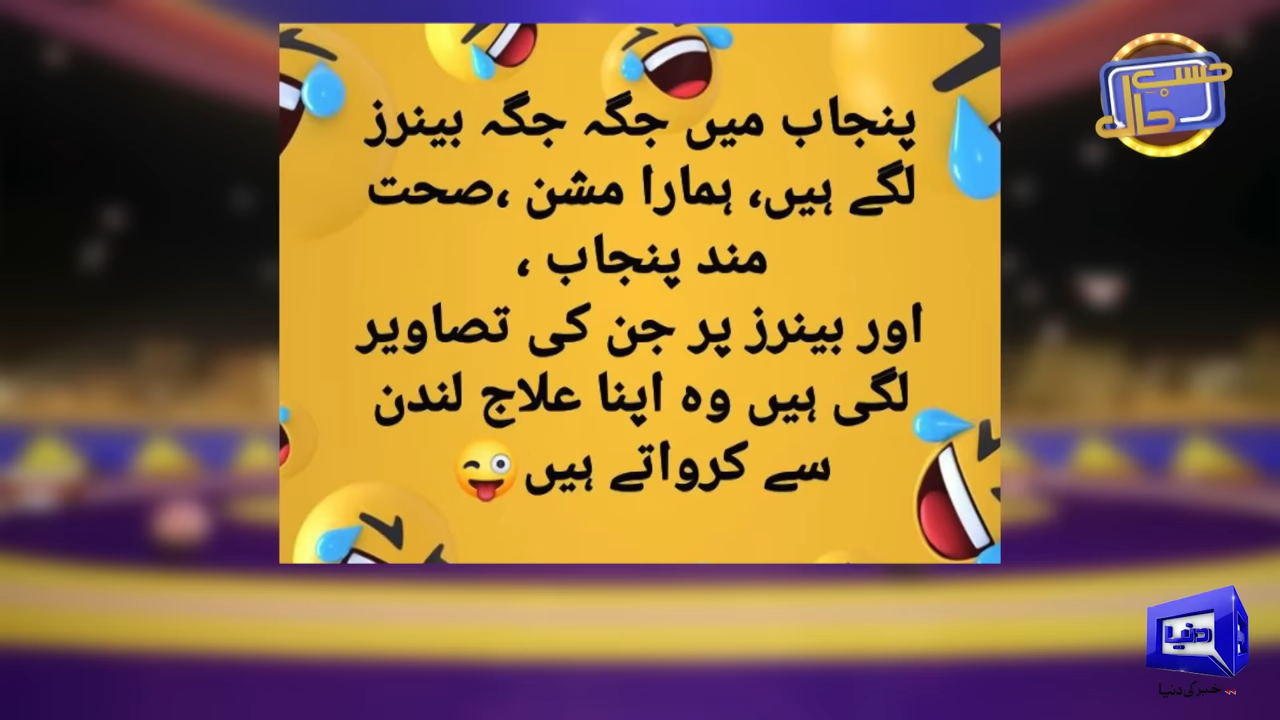 پنجاب میں جگہ جگہ بینرز
لگے ہیں، ہمارا مشن ،صحت
مند پنجاب ،
اور بینرز پر جن کی تصاویر
لگی ہیں وہ اپنا علاج لندن
سے کرواتے ہیں😜
حسب
حال
دنیا
خبر کی دنیا